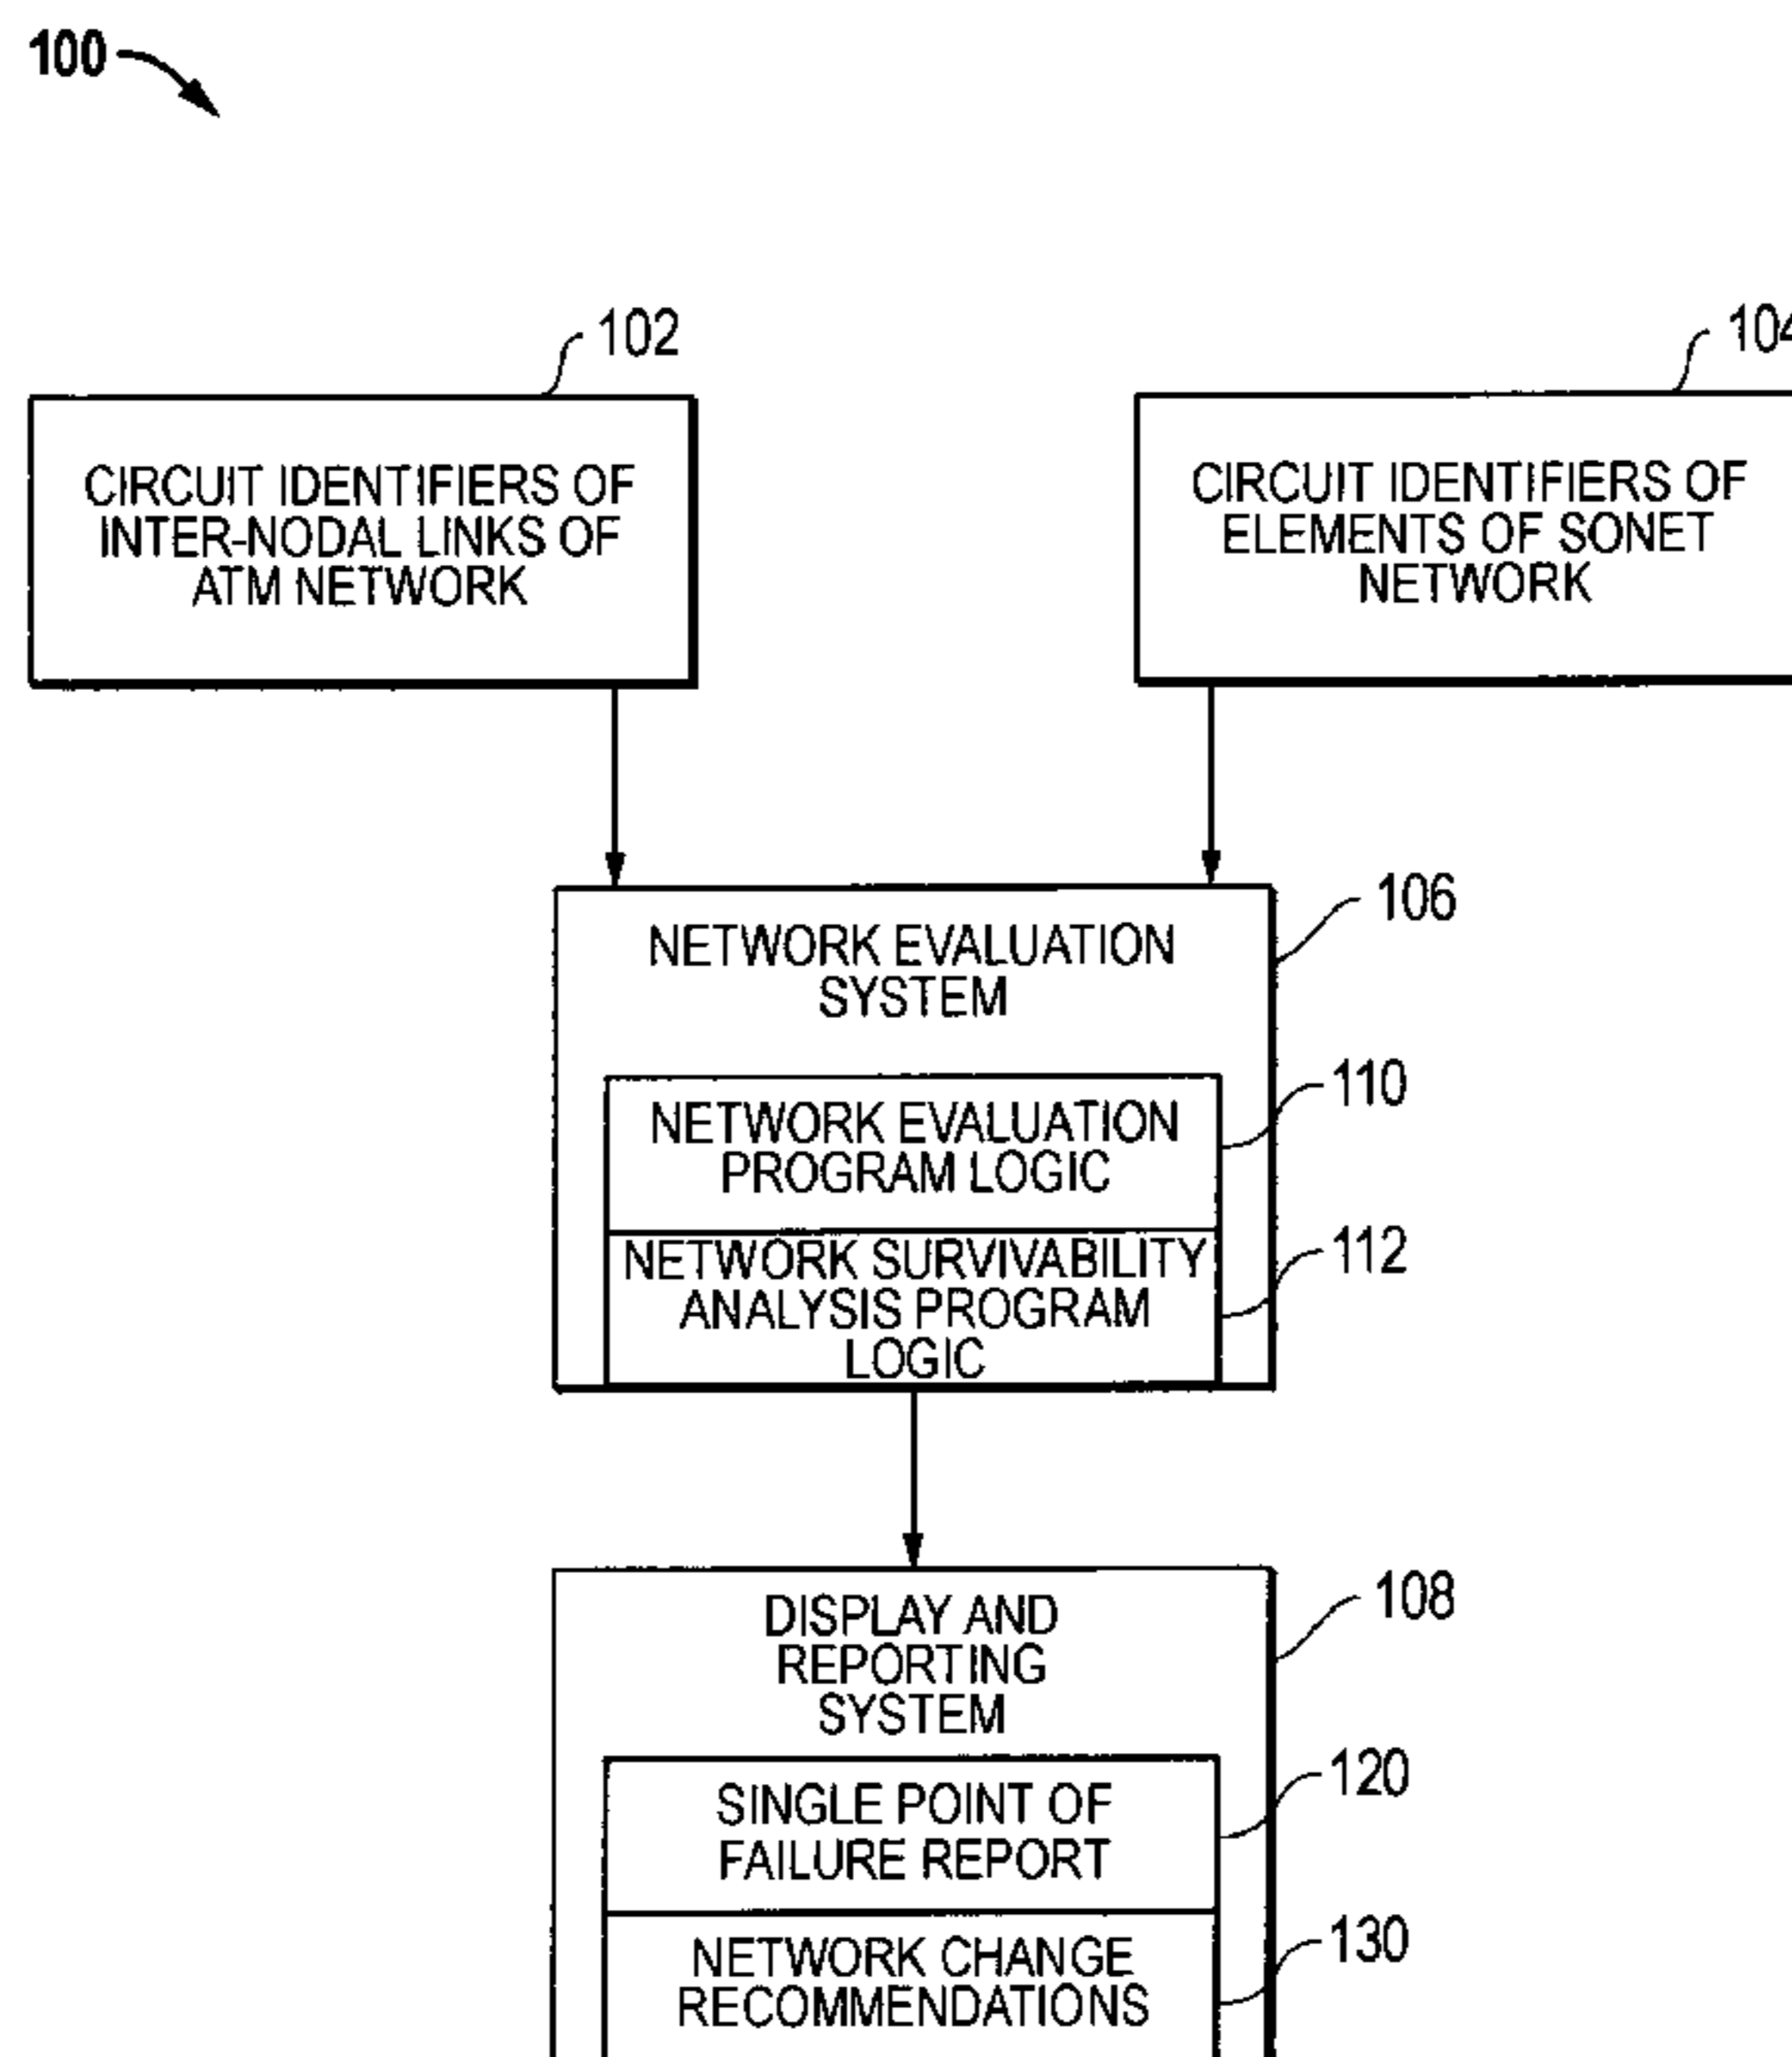 100
102
104
CIRCUIT IDENTIFIERS OF
INTER-NODAL LINKS OF
ATM NETWORK
CIRCUIT IDENTIFIERS OF
ELEMENTS OF SONET
NETWORK
106
NETWORK EVALUATION
SYSTEM
110
NETWORK EVALUATION
PROGRAM LOGIC
112
NETWORK SURVIVABILITY
ANALYSIS PROGRAM
LOGIC
108
DISPLAY AND
REPORTING
SYSTEM
120
SINGLE POINT OF
FAILURE REPORT
130
NETWORK CHANGE
RECOMMENDATIONS